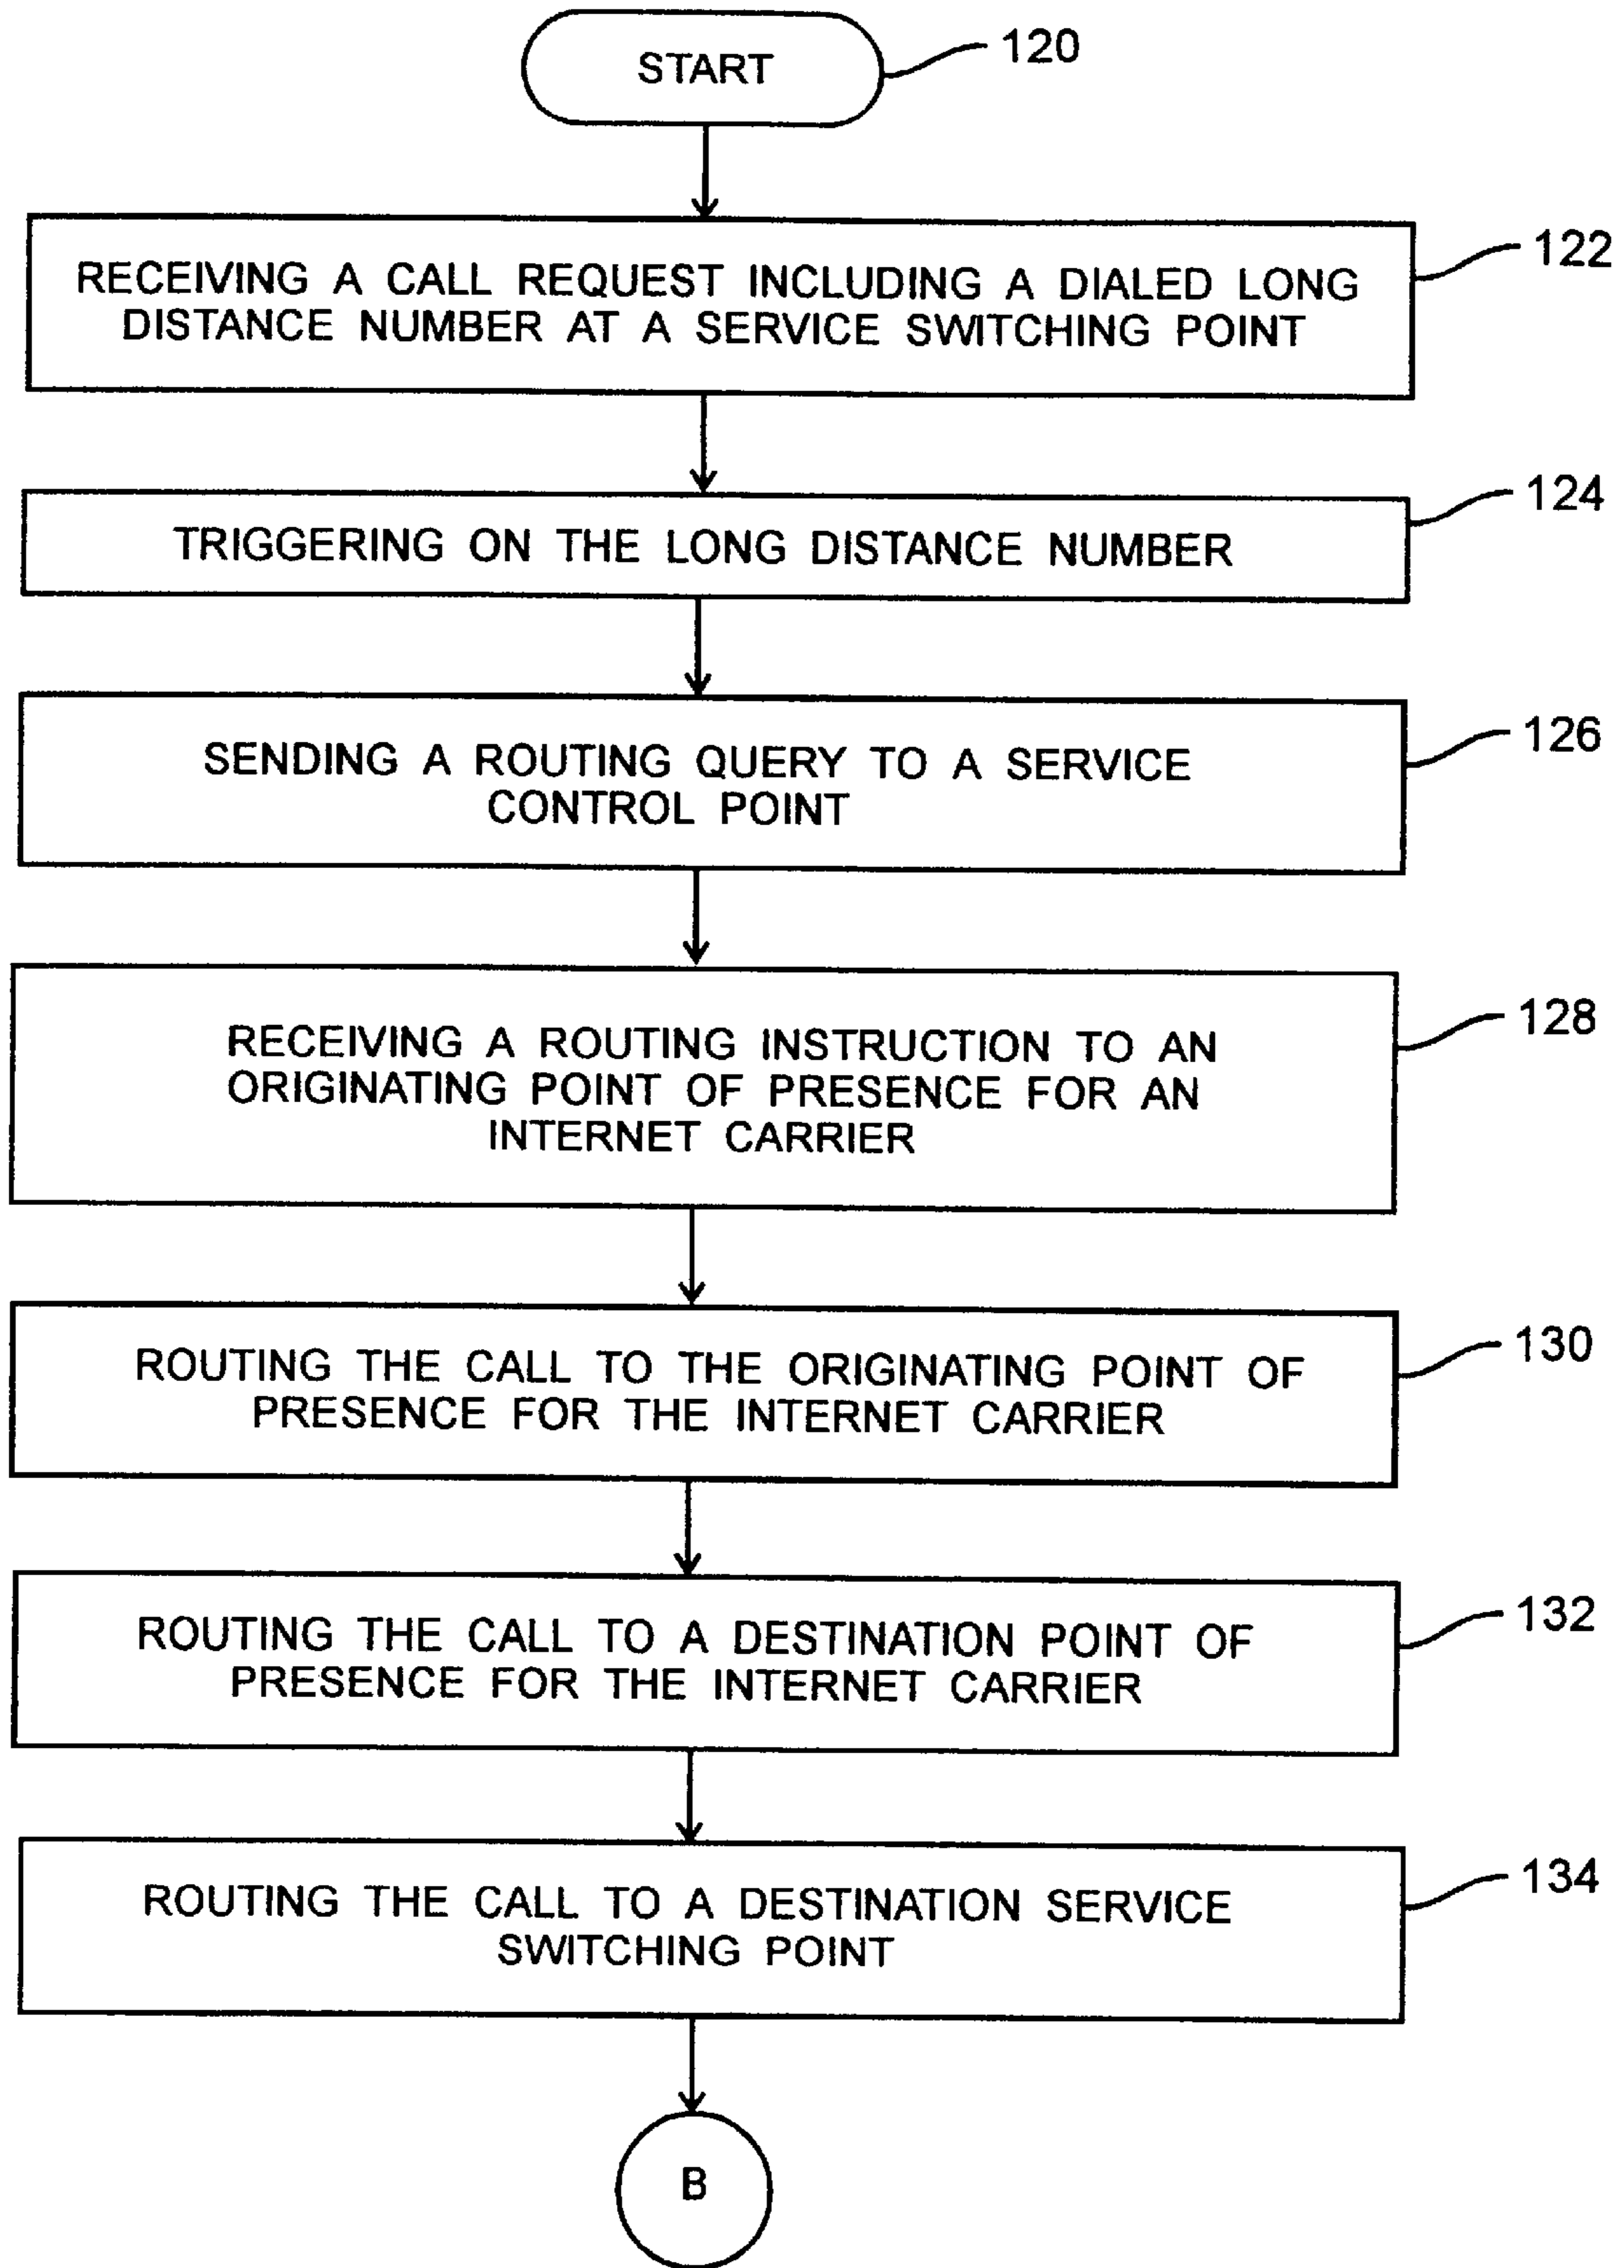 START
120
RECEIVING A CALL REQUEST INCLUDING A DIALED LONG
DISTANCE NUMBER AT A SERVICE SWITCHING POINT
122
TRIGGERING ON THE LONG DISTANCE NUMBER
124
SENDING A ROUTING QUERY TO A SERVICE
CONTROL POINT
126
RECEIVING A ROUTING INSTRUCTION TO AN
ORIGINATING POINT OF PRESENCE FOR AN
INTERNET CARRIER
128
ROUTING THE CALL TO THE ORIGINATING POINT OF
PRESENCE FOR THE INTERNET CARRIER
130
ROUTING THE CALL TO A DESTINATION POINT OF
PRESENCE FOR THE INTERNET CARRIER
132
ROUTING THE CALL TO A DESTINATION SERVICE
SWITCHING POINT
134
B